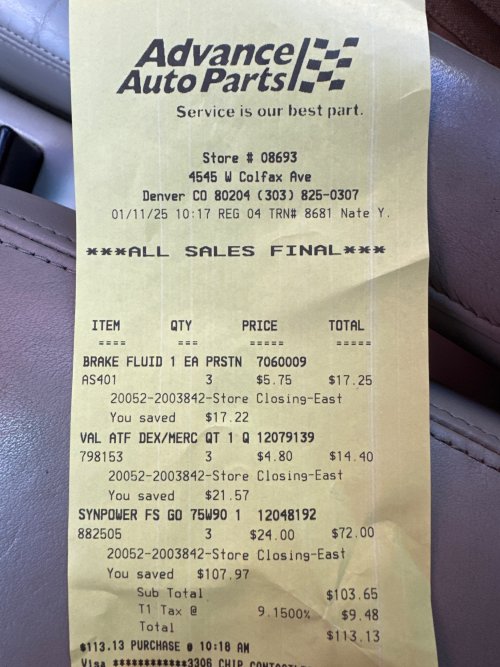 Advance
Auto Parts
Service is our best part.
Store # 08693
4545 W Colfax Ave
Denver CO 80204 (303) 825-0307
01/11/25 10:17 REG 04 TRN# 8681 Nate Y.
***ALL SALES FINAL***
ITEM QTY PRICE TOTAL
==== === ===== =====
BRAKE FLUID 1 EA PRSTN 7060009
AS401 3 $5.75 $17.25
20052-2003842-Store Closing-East
You saved $17.22
VAL ATF DEX/MERC QT 1 Q 12079139
798153 3 $4.80 $14.40
20052-2003842-Store Closing-East
You saved $21.57
SYNPOWER FS GO 75W90 1 12048192
882505 3 $24.00 $72.00
20052-2003842-Store Closing-East
You saved $107.97
Sub Total $103.65
T1 Tax @ 9.1500% $9.48
Total $113.13
$113.13 PURCHASE @ 10:18 AM
Visa ************3306 CHIP